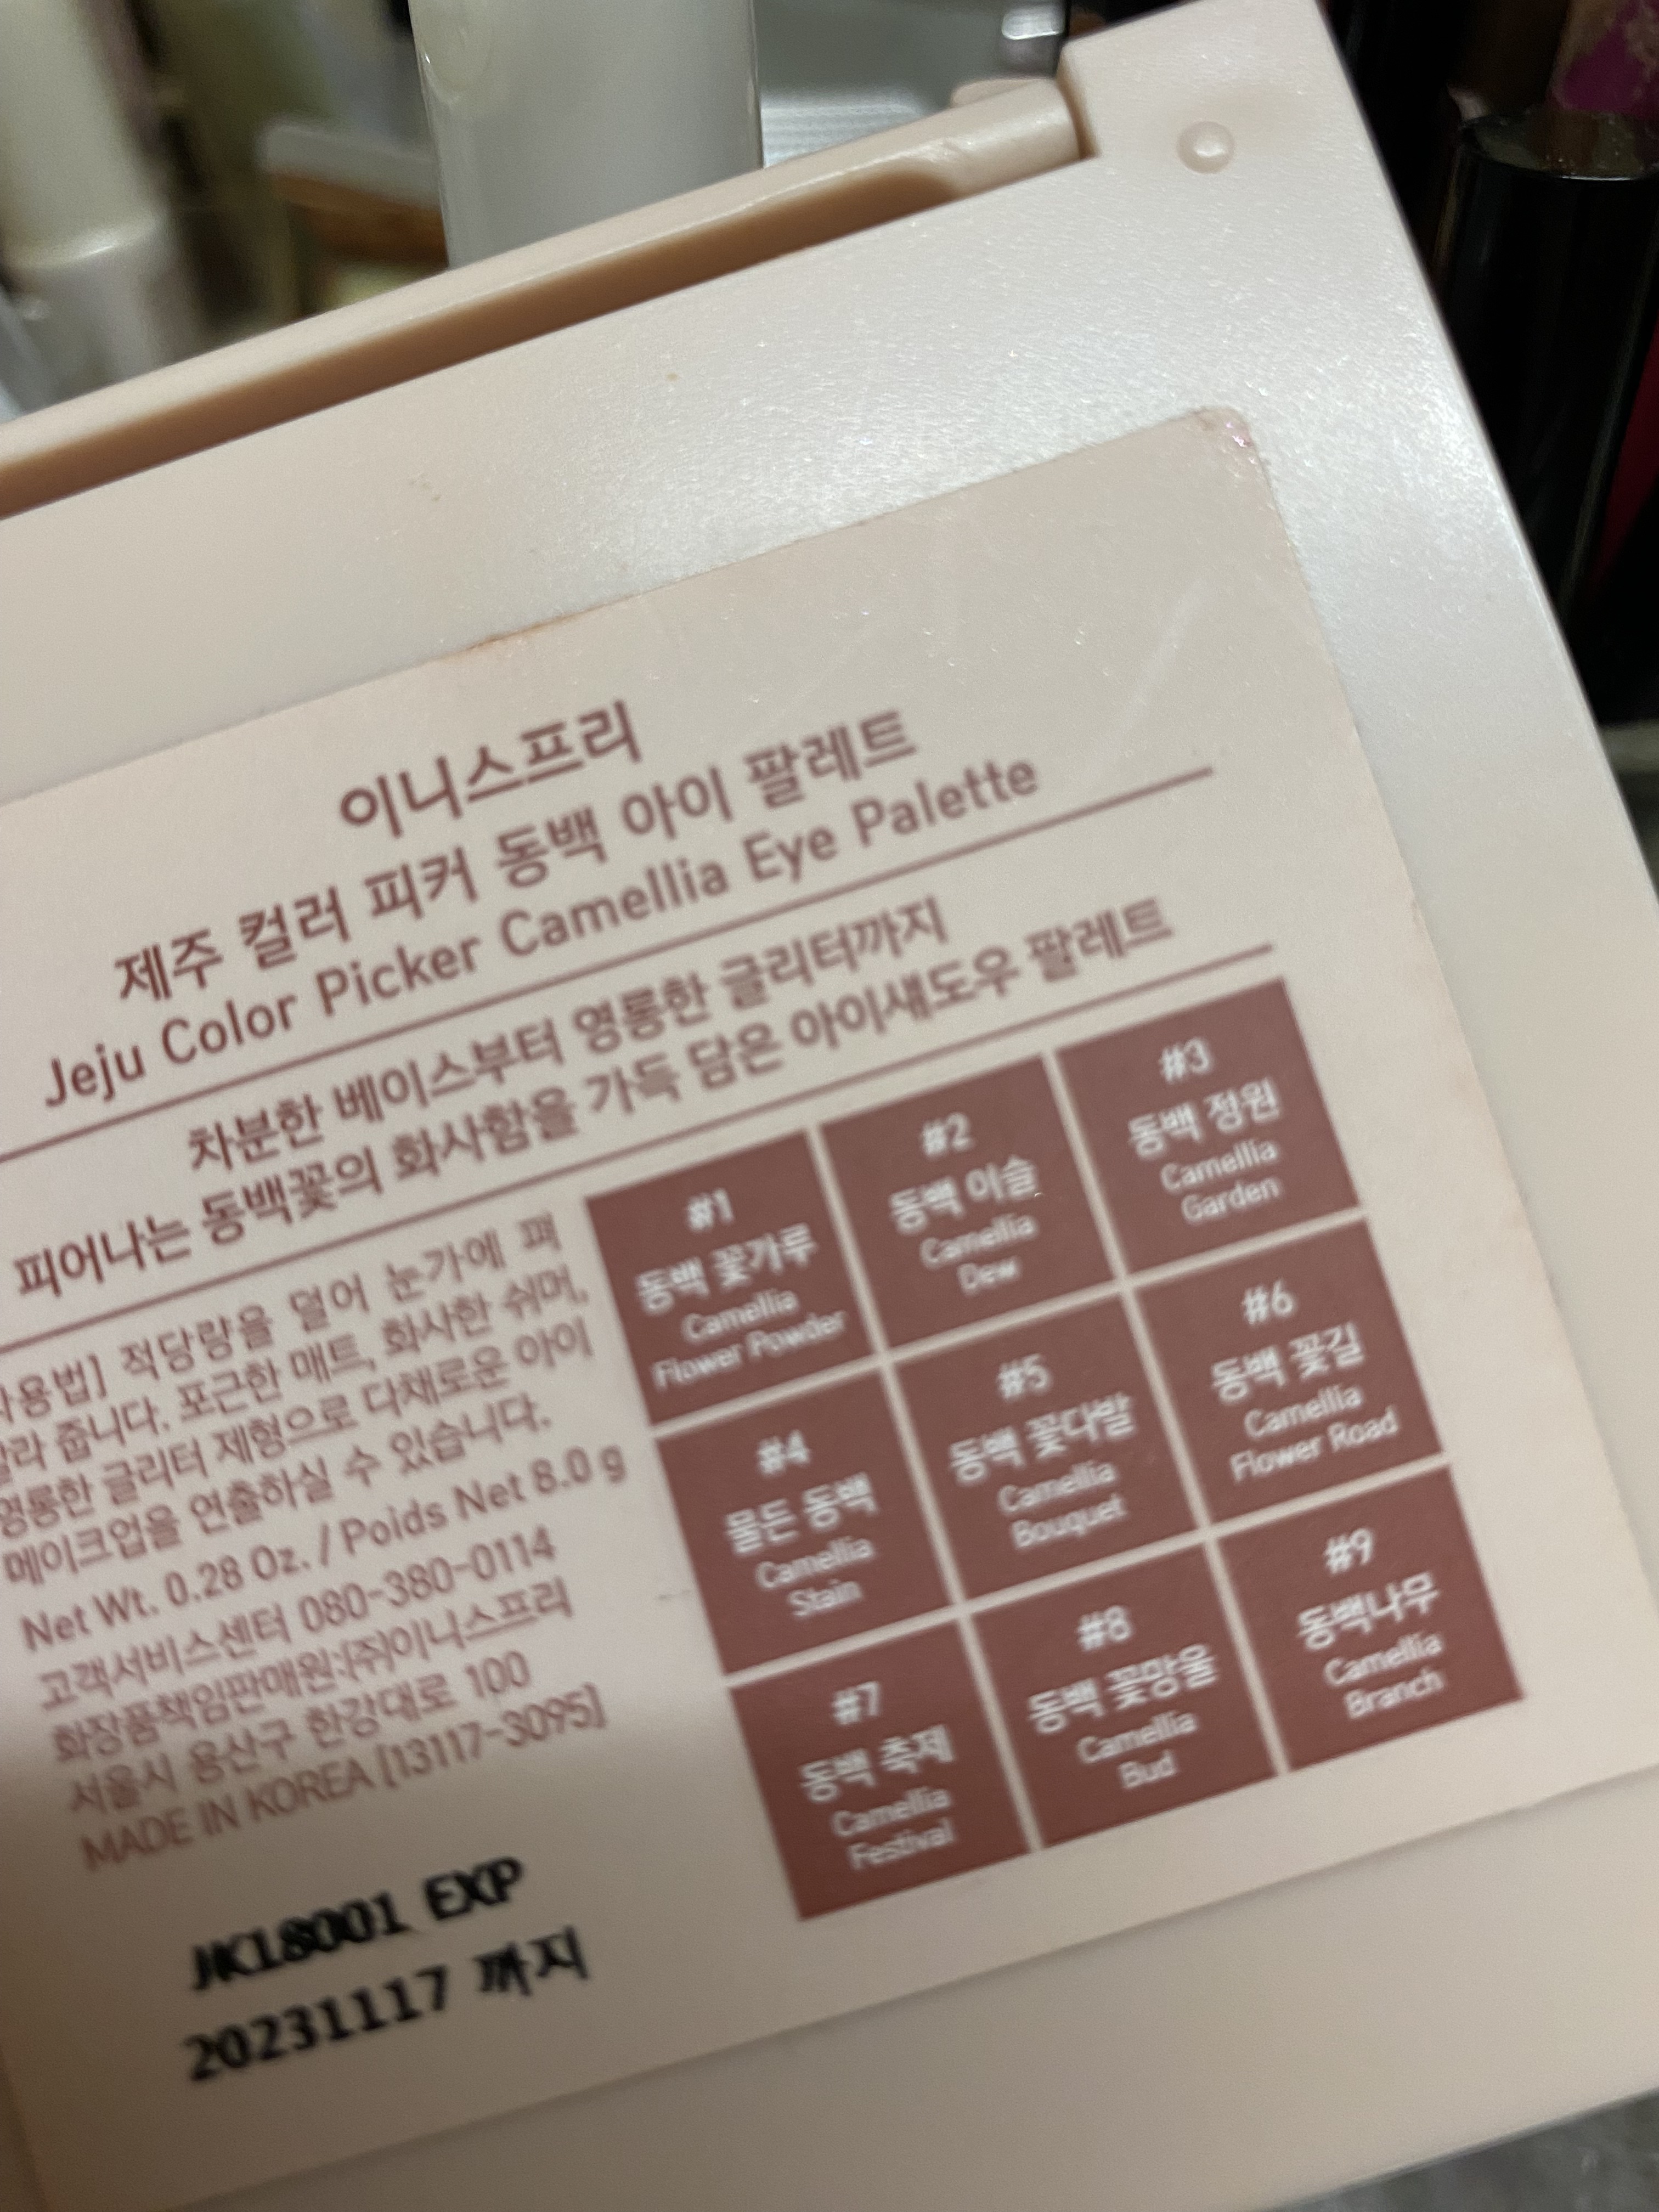 이니스프리
제주 컬러 피커 동백 아이 팔레트
Jeju Color Picker Camellia Eye Palette
차분한 베이스부터 영롱한 글리터까지
피어나는 동백꽃의 화사함을 가득 담은 아이섀도우 팔레트
사용법] 적당량을 덜어 눈가에 펴
발라 줍니다. 포근한 매트, 화사한 쉬머,
영롱한 글리터 제형으로 다채로운 아이
메이크업을 연출하실 수 있습니다.
Net Wt. 0.28 Oz. / Poids Net 8.0 g
고객서비스센터 080-380-0114
화장품책임판매원:(주)이니스프리
서울시 용산구 한강대로 100
MADE IN KOREA [13117-3095]
JK18001 EXP
20231117 까지
#1
동백 꽃가루
Camellia
Flower Powder
#2
동백 이슬
Camellia
Dew
#3
동백 정원
Camellia
Garden
#4
물든 동백
Camellia
Stain
#5
동백 꽃다발
Camellia
Bouquet
#6
동백 꽃길
Camellia
Flower Road
#7
동백 축제
Camellia
Festival
#8
동백 꽃망울
Camellia
Bud
#9
동백나무
Camellia
Branch